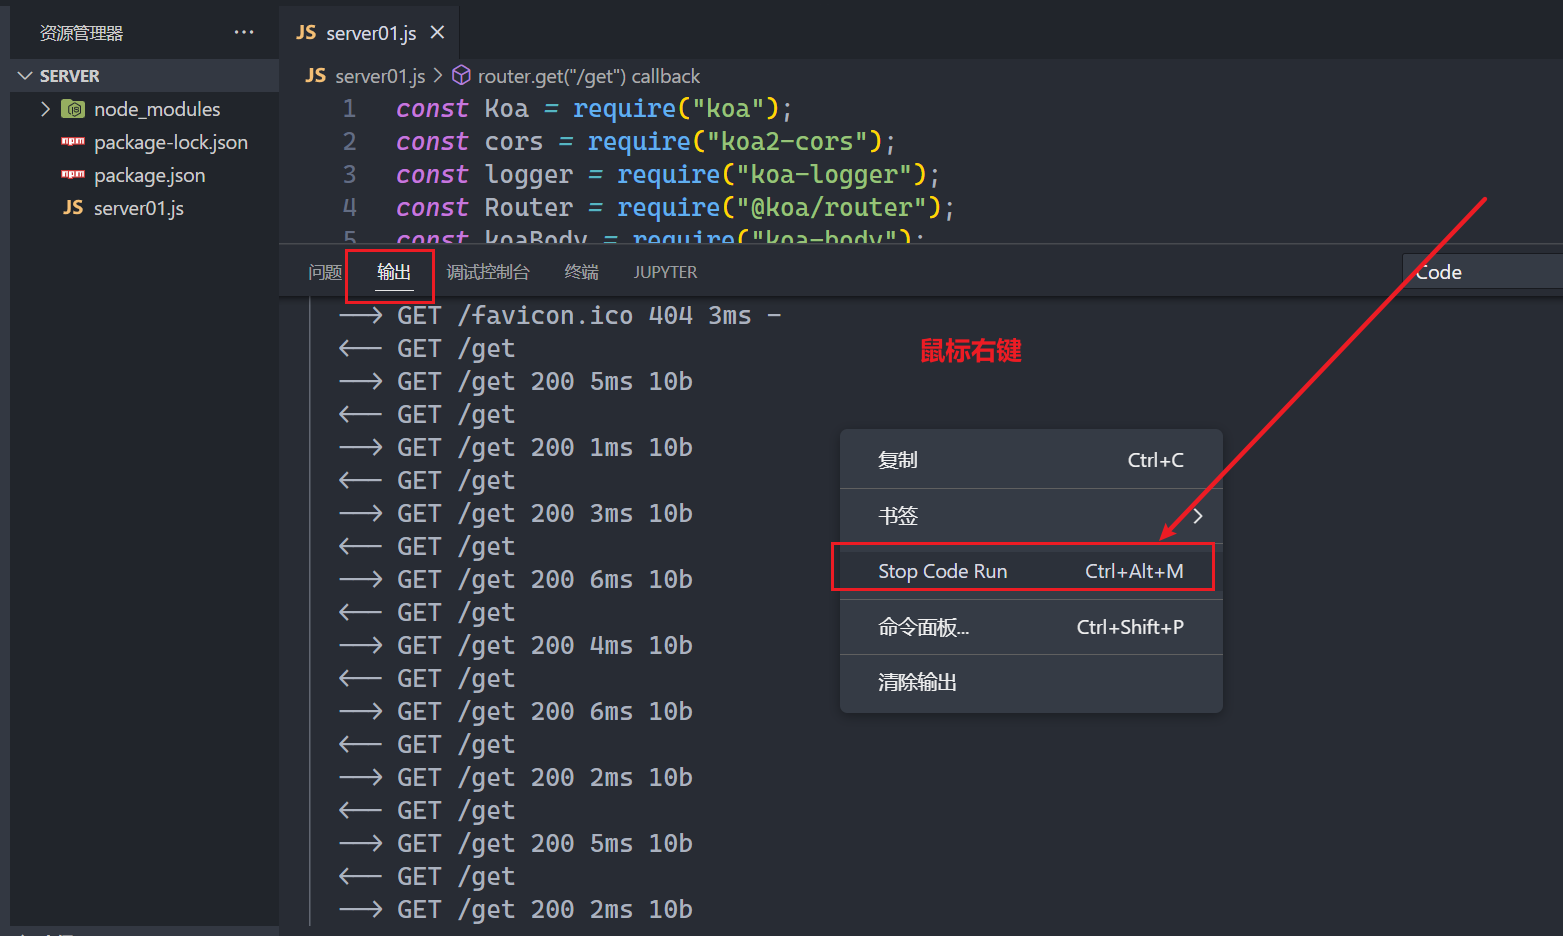 资源管理器 ···
SERVER
node_modules
package-lock.json
package.json
JS server01.js
JS server01.js ×
JS server01.js > router.get("/get") callback
1 const Koa = require("koa");
2 const cors = require("koa2-cors");
3 const logger = require("koa-logger");
4 const Router = require("@koa/router");
5 const koaBody = require("koa-body");
问题 输出 调试控制台 终端 JUPYTER Code
--> GET /favicon.ico 404 3ms -
<-- GET /get
--> GET /get 200 5ms 10b
<-- GET /get
--> GET /get 200 1ms 10b
<-- GET /get
--> GET /get 200 3ms 10b
<-- GET /get
--> GET /get 200 6ms 10b
<-- GET /get
--> GET /get 200 4ms 10b
<-- GET /get
--> GET /get 200 6ms 10b
<-- GET /get
--> GET /get 200 2ms 10b
<-- GET /get
--> GET /get 200 5ms 10b
<-- GET /get
--> GET /get 200 2ms 10b
鼠标右键
复制 Ctrl+C
书签
Stop Code Run Ctrl+Alt+M
命令面板... Ctrl+Shift+P
清除输出